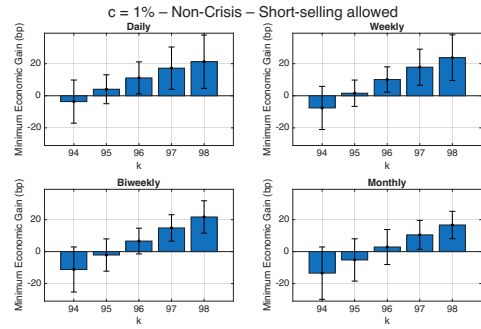 c = 1% – Non-Crisis – Short-selling allowed
Daily
Minimum Economic Gain (bp)
20
0
-20
94 95 96 97 98
k
Weekly
Minimum Economic Gain (bp)
20
0
-20
94 95 96 97 98
k
Biweekly
Minimum Economic Gain (bp)
20
0
-20
94 95 96 97 98
k
Monthly
Minimum Economic Gain (bp)
20
0
-20
94 95 96 97 98
k